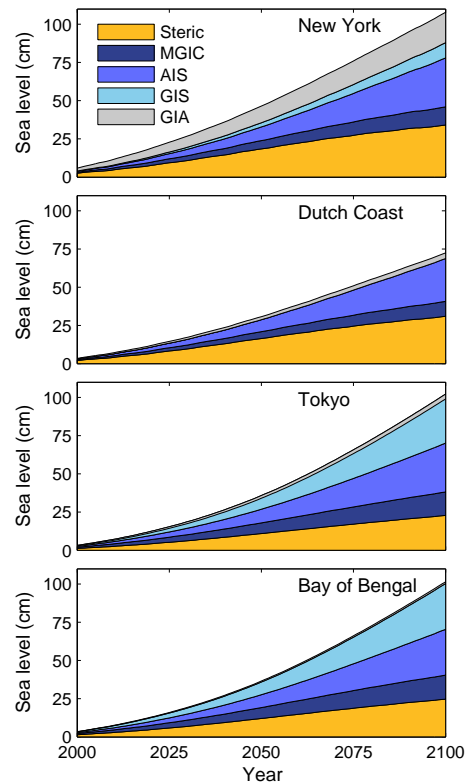 New York
Steric
MGIC
AIS
GIS
GIA
Sea level (cm)
100
75
50
25
0
Dutch Coast
Sea level (cm)
100
75
50
25
0
Tokyo
Sea level (cm)
100
75
50
25
0
Bay of Bengal
Sea level (cm)
100
75
50
25
0
2000 2025 2050 2075 2100
Year